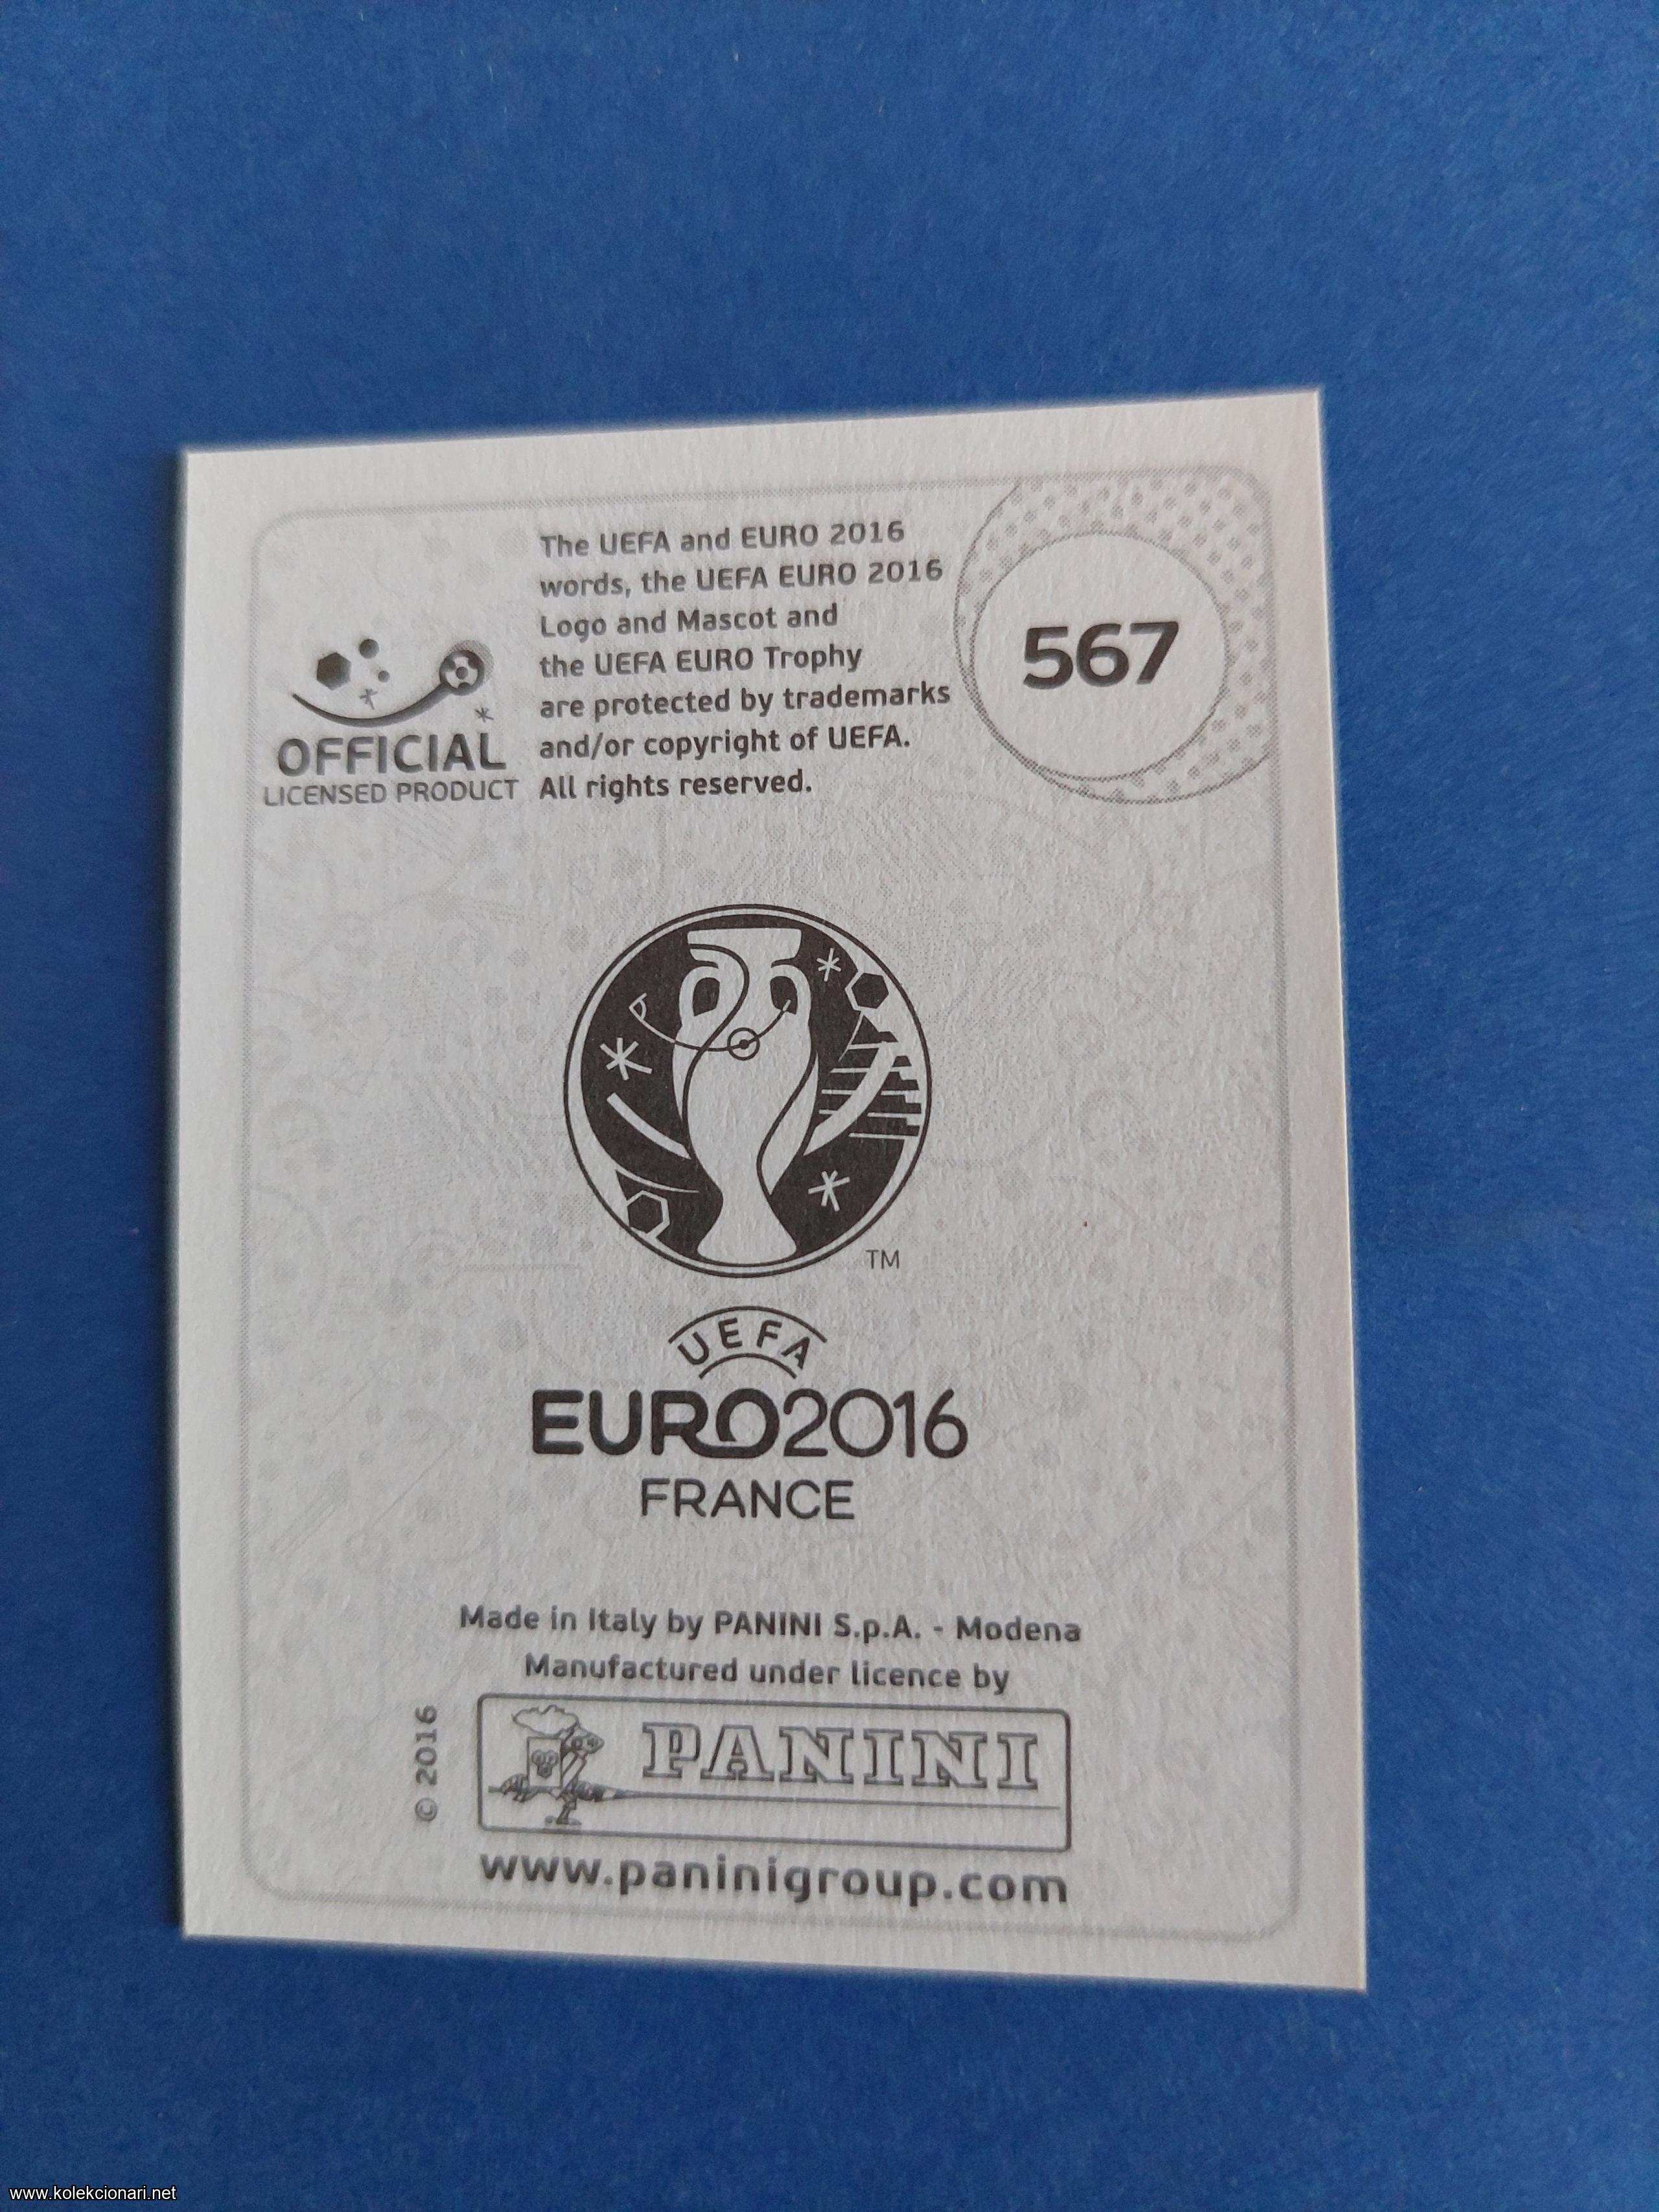 The UEFA and EURO 2016
words, the UEFA EURO 2016
Logo and Mascot and
the UEFA EURO Trophy
are protected by trademarks
and/or copyright of UEFA.
All rights reserved.
OFFICIAL
LICENSED PRODUCT
567
TM
UEFA
EURO2016
FRANCE
Made in Italy by PANINI S.p.A. - Modena
Manufactured under licence by
© 2016
PANINI
www.paninigroup.com
www.kolekcionari.net